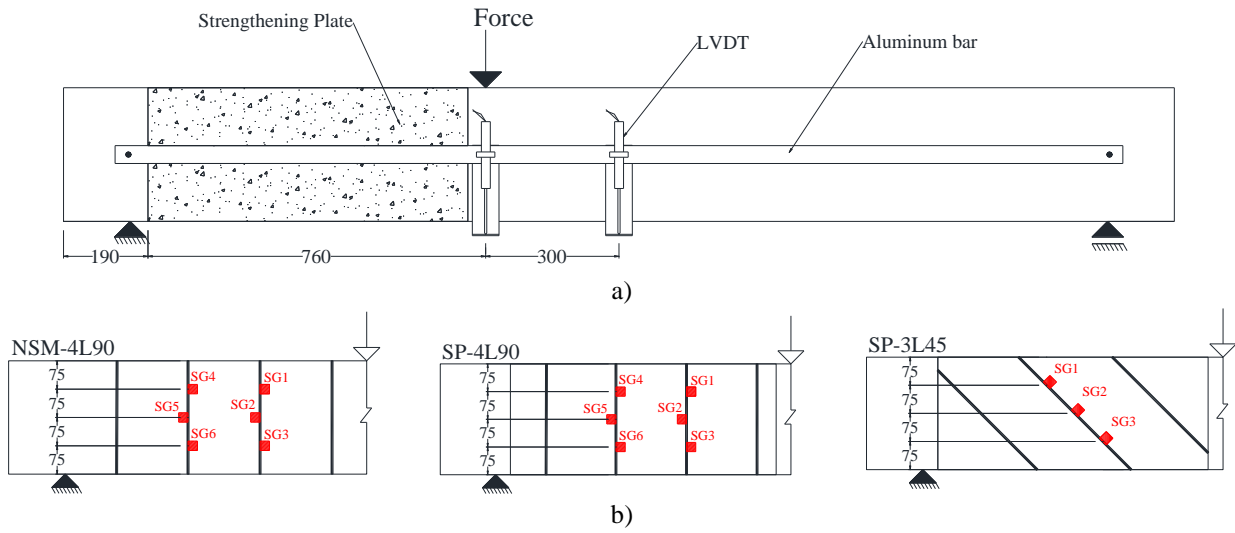 Strengthening Plate
Force
LVDT
Aluminum bar
190
760
300
a)
NSM-4L90
75
75
75
75
SG4
SG1
SG5
SG2
SG6
SG3
SP-4L90
75
75
75
75
SG4
SG1
SG5
SG2
SG6
SG3
SP-3L45
75
75
75
75
SG1
SG2
SG3
b)